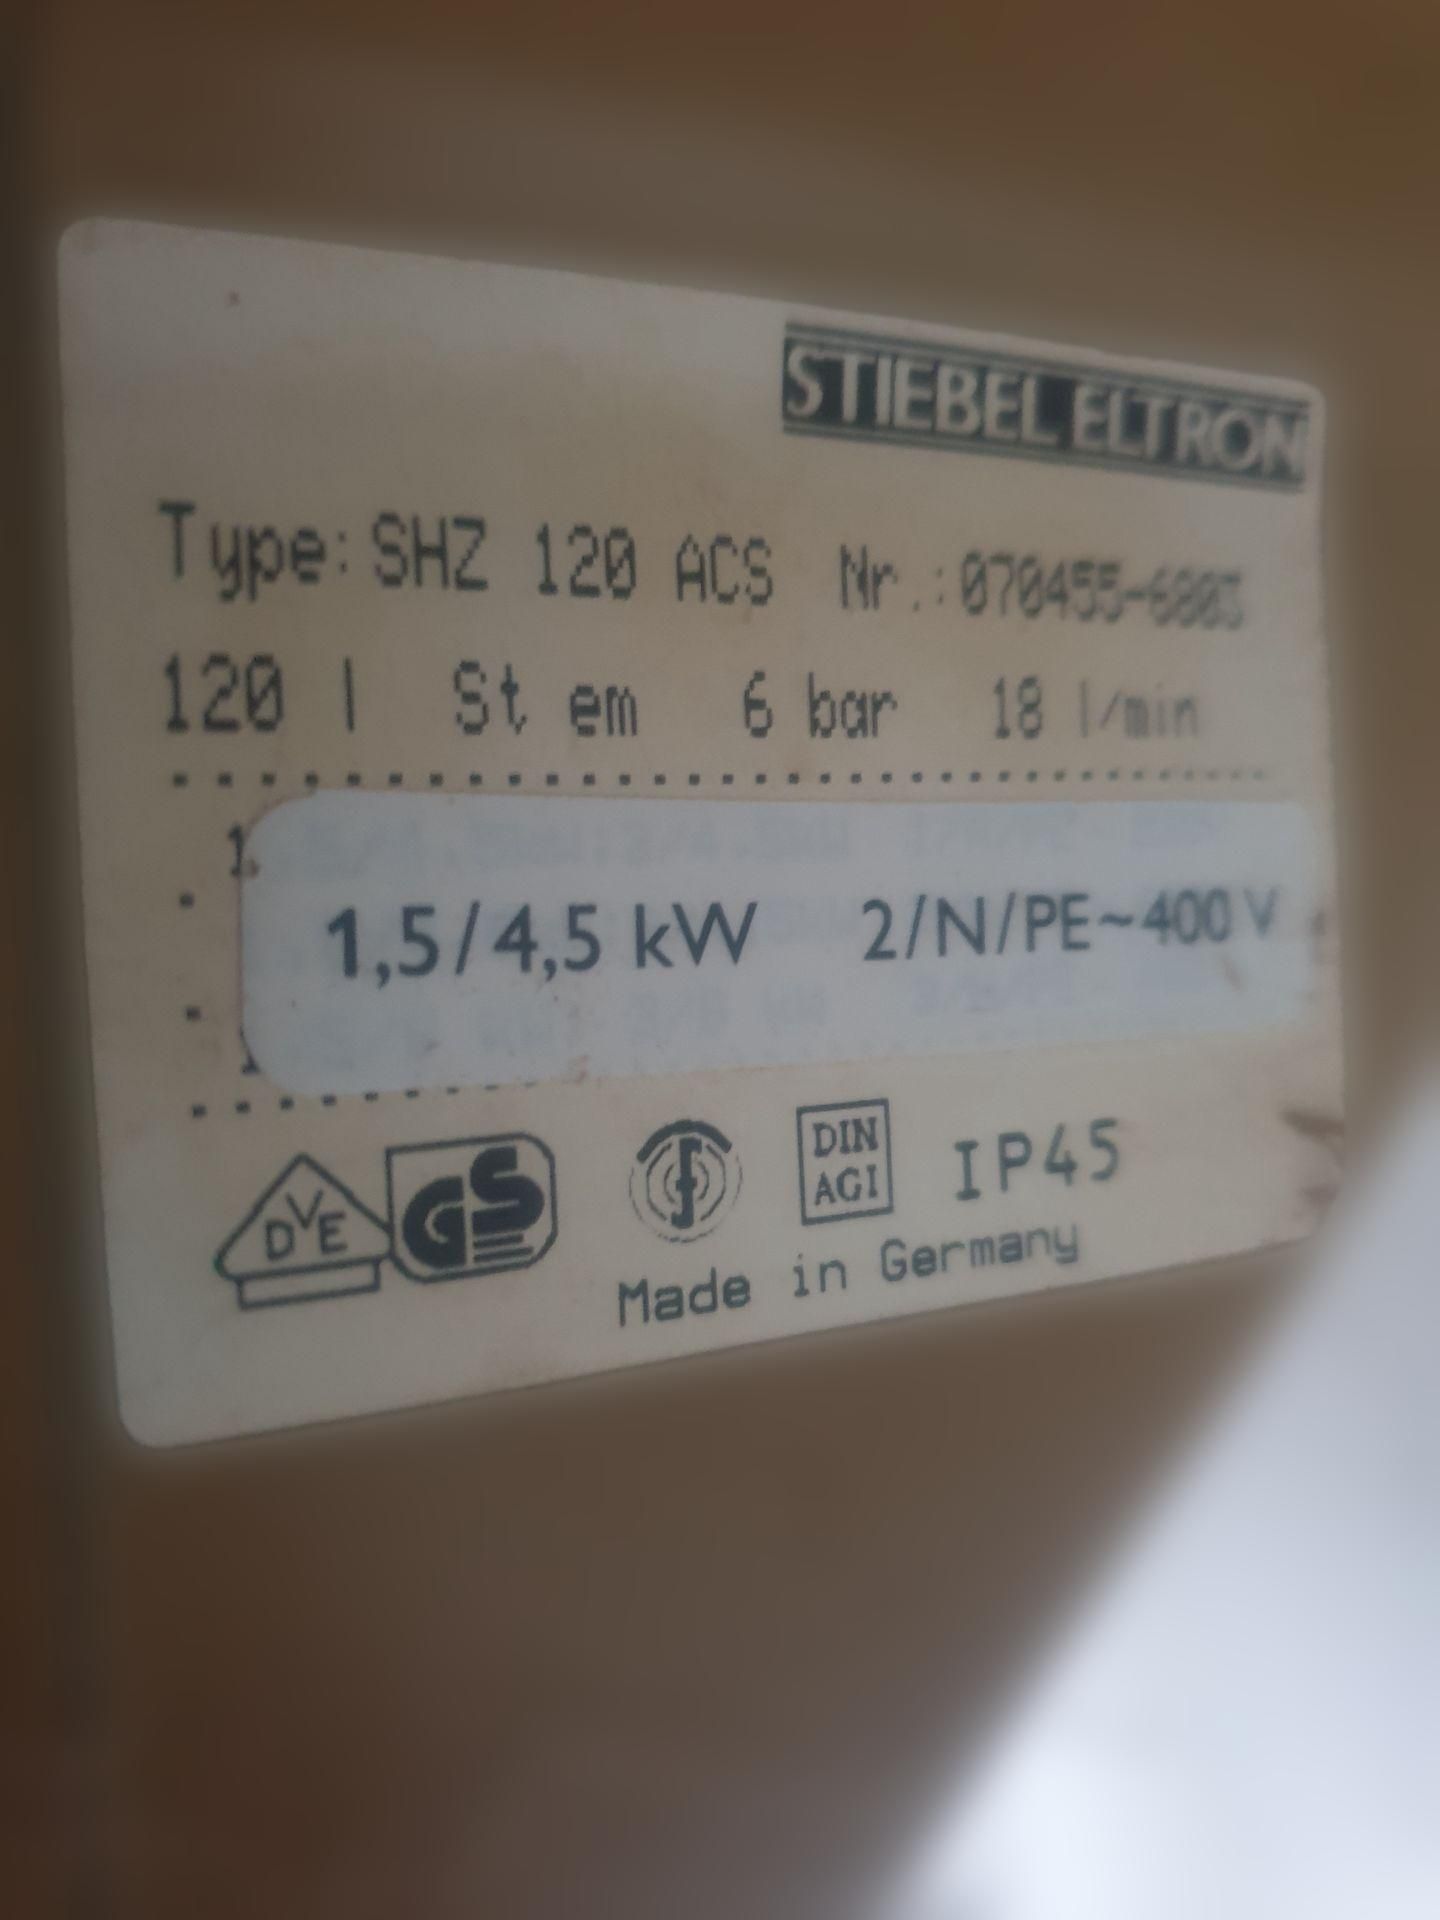 STIEBEL ELTRON
Type: SHZ 120 ACS Nr.: 070455-6803
120 l St em 6 bar 18 l/min
1,5/4,5 kW 2/N/PE~400 V
DVE GS DIN AGI IP45
Made in Germany